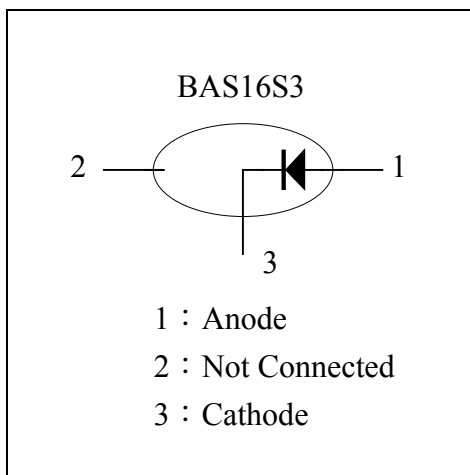 BAS16S3
2 1
3
1：Anode
2：Not Connected
3：Cathode